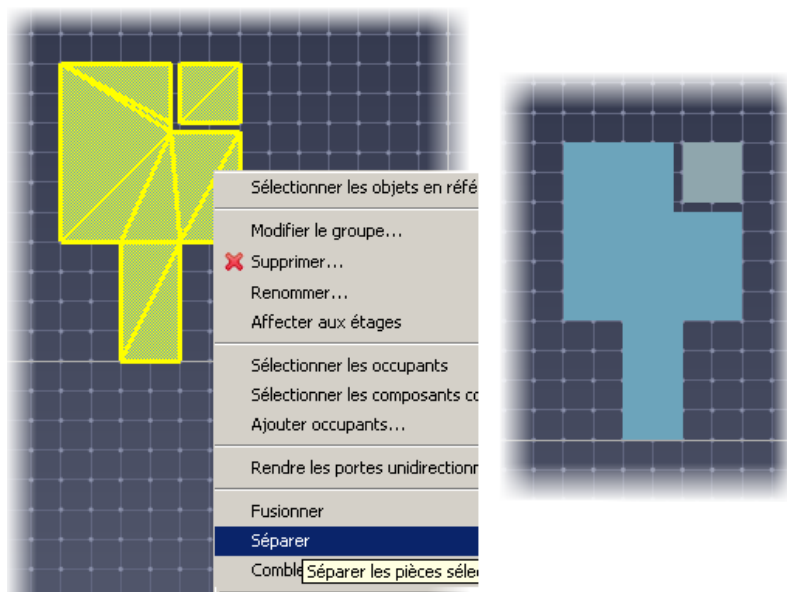 Sélectionner les objets en réfé
Modifier le groupe...
Supprimer...
Renommer...
Affecter aux étages
Sélectionner les occupants
Sélectionner les composants co
Ajouter occupants...
Rendre les portes unidirectionn
Fusionner
Séparer
Comble
Séparer les pièces séle